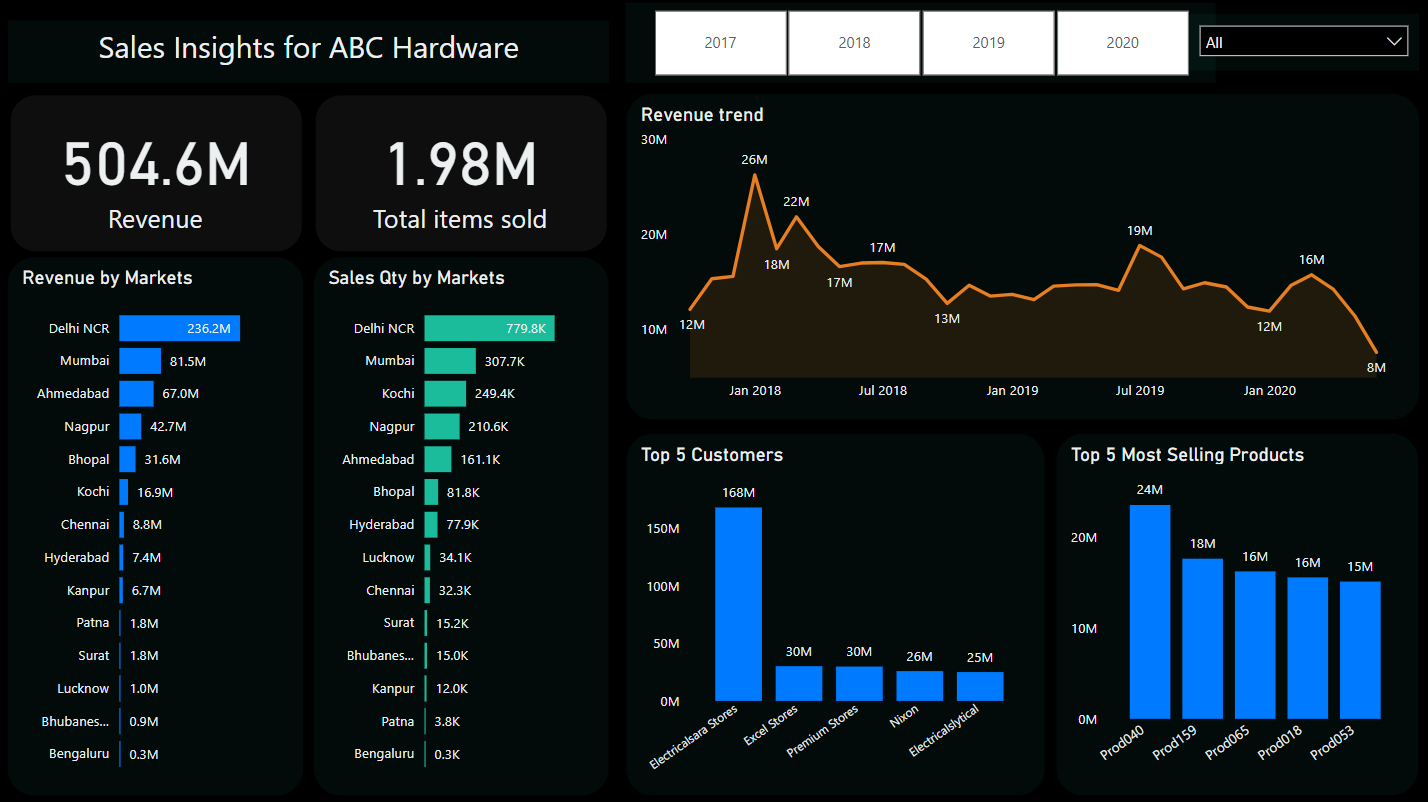 Sales Insights for ABC Hardware
2017 2018 2019 2020 All
504.6M
Revenue
1.98M
Total items sold
Revenue by Markets
Delhi NCR 236.2M
Mumbai 81.5M
Ahmedabad 67.0M
Nagpur 42.7M
Bhopal 31.6M
Kochi 16.9M
Chennai 8.8M
Hyderabad 7.4M
Kanpur 6.7M
Patna 1.8M
Surat 1.8M
Lucknow 1.0M
Bhubanes... 0.9M
Bengaluru 0.3M
Sales Qty by Markets
Delhi NCR 779.8K
Mumbai 307.7K
Kochi 249.4K
Nagpur 210.6K
Ahmedabad 161.1K
Bhopal 81.8K
Hyderabad 77.9K
Lucknow 34.1K
Chennai 32.3K
Surat 15.2K
Bhubanes... 15.0K
Kanpur 12.0K
Patna 3.8K
Bengaluru 0.3K
Revenue trend
30M
20M
10M
12M 26M 18M 22M 17M 17M 13M 19M 12M 16M 8M
Jan 2018 Jul 2018 Jan 2019 Jul 2019 Jan 2020
Top 5 Customers
150M
100M
50M
0M
168M 30M 30M 26M 25M
Electricalsara Stores Excel Stores Premium Stores Nixon Electricalslytical
Top 5 Most Selling Products
20M
10M
0M
24M 18M 16M 16M 15M
Prod040 Prod159 Prod065 Prod018 Prod053